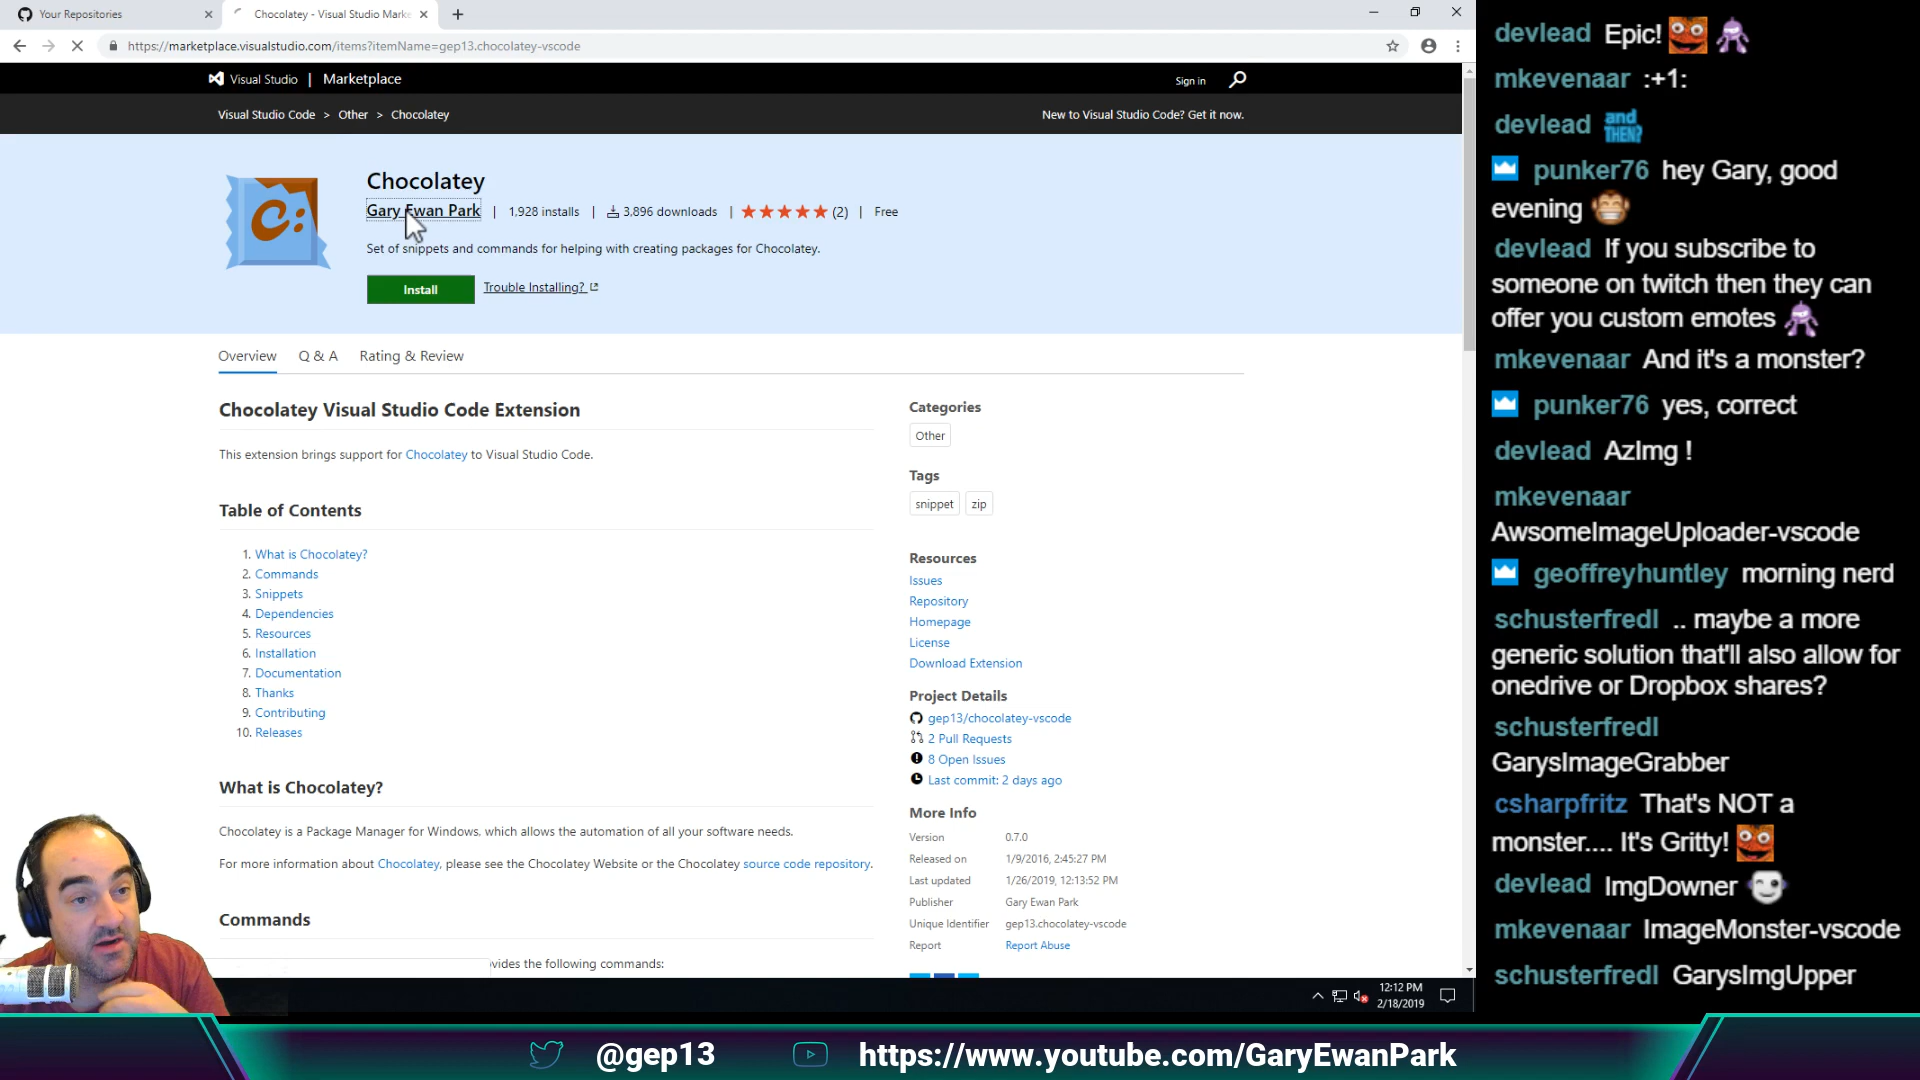 Your Repositories
Chocolatey - Visual Studio Marke
https://marketplace.visualstudio.com/items?itemName=gep13.chocolatey-vscode
Visual Studio | Marketplace
Sign in
Visual Studio Code > Other > Chocolatey
New to Visual Studio Code? Get it now.
C:
Chocolatey
Gary Ewan Park | 1,928 installs | 3,896 downloads | (2) | Free
Set of snippets and commands for helping with creating packages for Chocolatey.
Install
Trouble Installing?
Overview Q & A Rating & Review
Chocolatey Visual Studio Code Extension
This extension brings support for Chocolatey to Visual Studio Code.
Table of Contents
1. What is Chocolatey?
2. Commands
3. Snippets
4. Dependencies
5. Resources
6. Installation
7. Documentation
8. Thanks
9. Contributing
10. Releases
What is Chocolatey?
Chocolatey is a Package Manager for Windows, which allows the automation of all your software needs.
For more information about Chocolatey, please see the Chocolatey Website or the Chocolatey source code repository.
Commands
vides the following commands:
Categories
Other
Tags
snippet zip
Resources
Issues
Repository
Homepage
License
Download Extension
Project Details
gep13/chocolatey-vscode
2 Pull Requests
8 Open Issues
Last commit: 2 days ago
More Info
Version 0.7.0
Released on 1/9/2016, 2:45:27 PM
Last updated 1/26/2019, 12:13:52 PM
Publisher Gary Ewan Park
Unique Identifier gep13.chocolatey-vscode
Report Report Abuse
12:12 PM
2/18/2019
devlead Epic!
mkevenaar :+1:
devlead and THEN?
punker76 hey Gary, good
evening
devlead If you subscribe to
someone on twitch then they can
offer you custom emotes
mkevenaar And it's a monster?
punker76 yes, correct
devlead AzImg !
mkevenaar
AwsomeImageUploader-vscode
geoffreyhuntley morning nerd
schusterfredl .. maybe a more
generic solution that'll also allow for
onedrive or Dropbox shares?
schusterfredl
GarysImageGrabber
csharpfritz That's NOT a
monster.... It's Gritty!
devlead ImgDowner
mkevenaar ImageMonster-vscode
schusterfredl GarysImgUpper
@gep13
https://www.youtube.com/GaryEwanPark